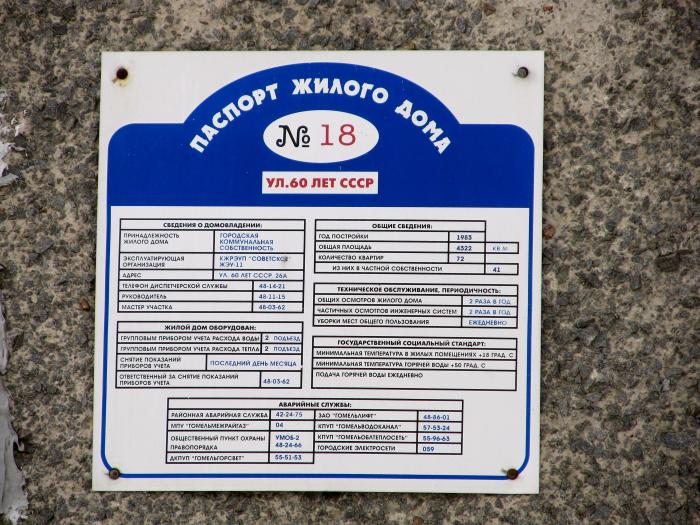 ПАСПОРТ ЖИЛОГО ДОМА
№ 18
УЛ.60 ЛЕТ СССР
СВЕДЕНИЯ О ДОМОВЛАДЕНИИ:
ПРИНАДЛЕЖНОСТЬ ЖИЛОГО ДОМА
ГОРОДСКАЯ КОММУНАЛЬНАЯ СОБСТВЕННОСТЬ
ЭКСПЛУАТИРУЮЩАЯ ОРГАНИЗАЦИЯ
КЖРЭУП "СОВЕТСКОЕ" ЖЭУ-11
АДРЕС УЛ. 60 ЛЕТ СССР, 26А
ТЕЛЕФОН ДИСПЕТЧЕРСКОЙ СЛУЖБЫ 48-14-21
РУКОВОДИТЕЛЬ 48-11-15
МАСТЕР УЧАСТКА 48-03-62
ЖИЛОЙ ДОМ ОБОРУДОВАН:
ГРУППОВЫМ ПРИБОРОМ УЧЕТА РАСХОДА ВОДЫ 2 ПОДЪЕЗД
ГРУППОВЫМ ПРИБОРОМ УЧЕТА РАСХОДА ТЕПЛА 2 ПОДЪЕЗД
СНЯТИЕ ПОКАЗАНИЙ ПРИБОРОВ УЧЕТА
ПОСЛЕДНИЙ ДЕНЬ МЕСЯЦА
ОТВЕТСТВЕННЫЙ ЗА СНЯТИЕ ПОКАЗАНИЙ ПРИБОРОВ УЧЕТА
48-03-62
ОБЩИЕ СВЕДЕНИЯ:
ГОД ПОСТРОЙКИ 1983
ОБЩАЯ ПЛОЩАДЬ 4322 КВ.М
КОЛИЧЕСТВО КВАРТИР 72
ИЗ НИХ В ЧАСТНОЙ СОБСТВЕННОСТИ 41
ТЕХНИЧЕСКОЕ ОБСЛУЖИВАНИЕ, ПЕРИОДИЧНОСТЬ:
ОБЩИХ ОСМОТРОВ ЖИЛОГО ДОМА 2 РАЗА В ГОД
ЧАСТИЧНЫХ ОСМОТРОВ ИНЖЕНЕРНЫХ СИСТЕМ 2 РАЗА В ГОД
УБОРКИ МЕСТ ОБЩЕГО ПОЛЬЗОВАНИЯ ЕЖЕДНЕВНО
ГОСУДАРСТВЕННЫЙ СОЦИАЛЬНЫЙ СТАНДАРТ:
МИНИМАЛЬНАЯ ТЕМПЕРАТУРА В ЖИЛЫХ ПОМЕЩЕНИЯХ +18 ГРАД. С
МИНИМАЛЬНАЯ ТЕМПЕРАТУРА ГОРЯЧЕЙ ВОДЫ +50 ГРАД. С
ПОДАЧА ГОРЯЧЕЙ ВОДЫ ЕЖЕДНЕВНО
АВАРИЙНЫЕ СЛУЖБЫ:
РАЙОННАЯ АВАРИЙНАЯ СЛУЖБА 42-24-75
МПУ "ГОМЕЛЬМЕЖРАЙГАЗ" 04
ОБЩЕСТВЕННЫЙ ПУНКТ ОХРАНЫ ПРАВОПОРЯДКА
УМОБ-2
48-24-66
ДКПУП "ГОМЕЛЬГОРСВЕТ" 55-51-53
ЗАО "ГОМЕЛЬЛИФТ" 48-86-01
КПУП "ГОМЕЛЬВОДОКАНАЛ" 57-53-24
КПУП "ГОМЕЛЬОБЛТЕПЛОСЕТЬ" 55-96-63
ГОРОДСКИЕ ЭЛЕКТРОСЕТИ 059